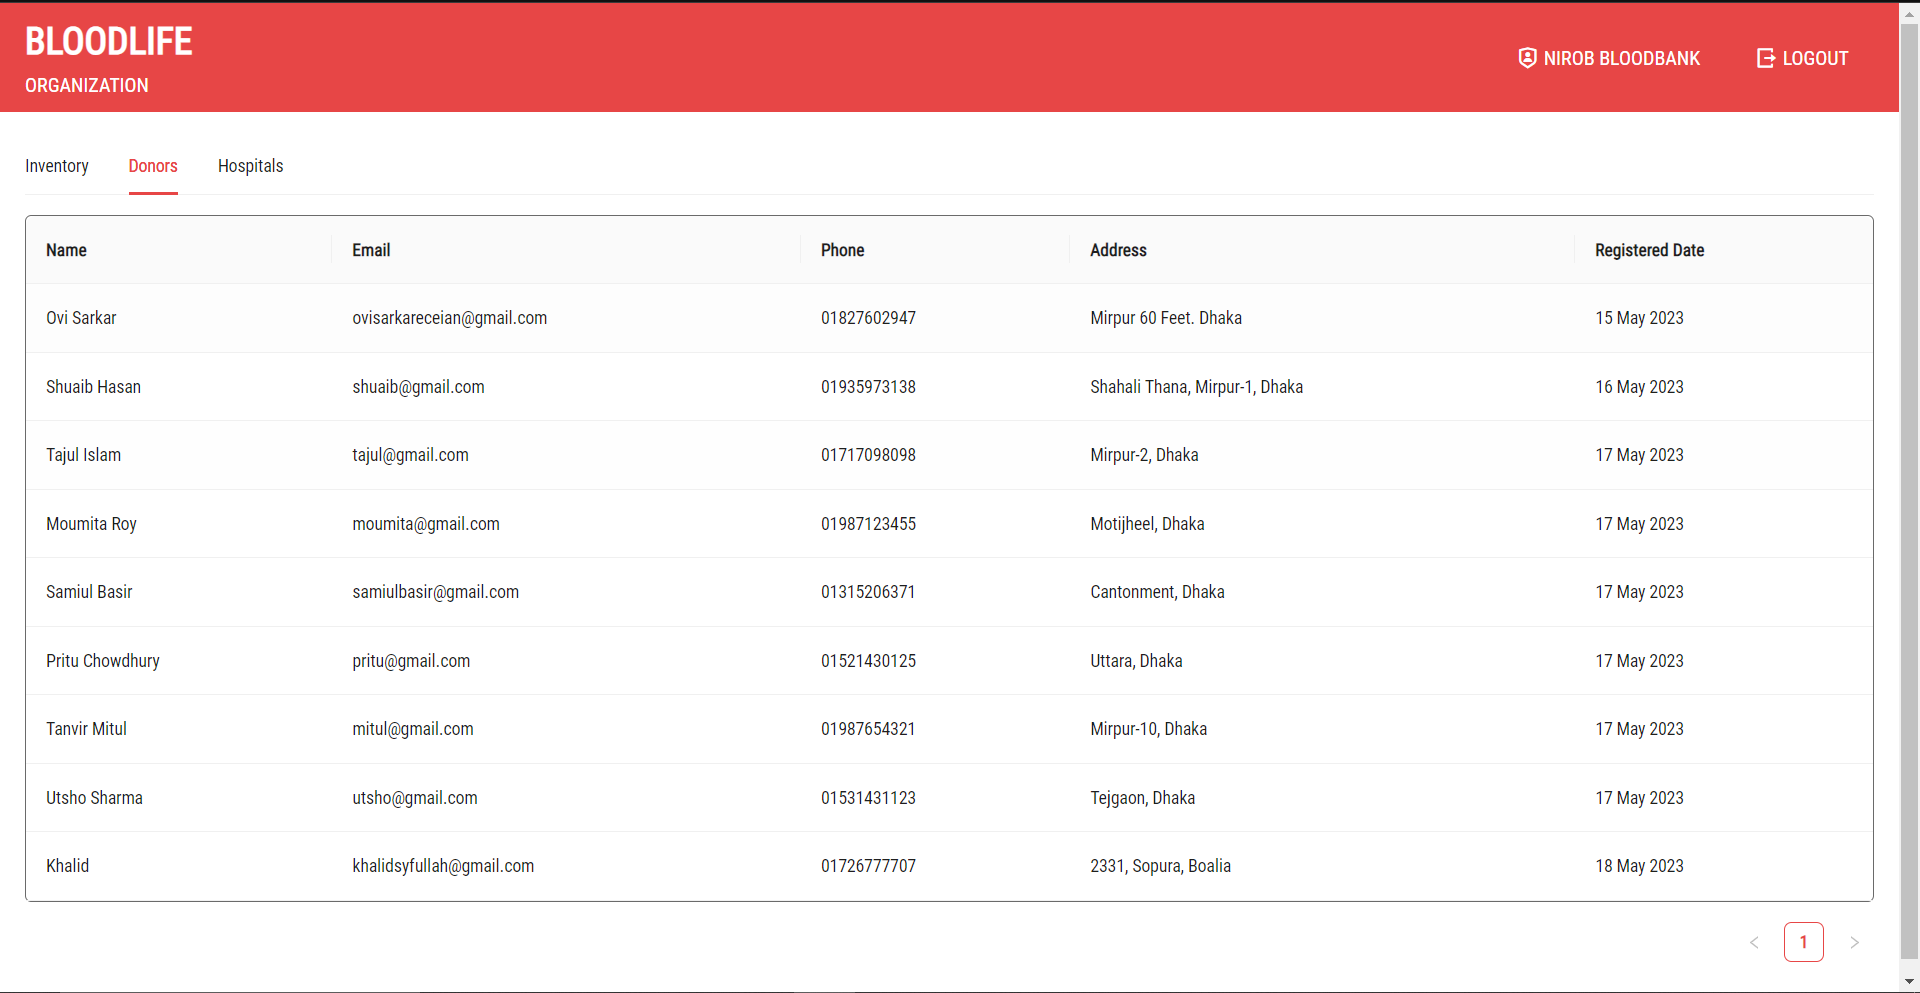 BLOODLIFE
ORGANIZATION
NIROB BLOODBANK LOGOUT
Inventory Donors Hospitals
Name Email Phone Address Registered Date
Ovi Sarkar ovisarkareceian@gmail.com 01827602947 Mirpur 60 Feet. Dhaka 15 May 2023
Shuaib Hasan shuaib@gmail.com 01935973138 Shahali Thana, Mirpur-1, Dhaka 16 May 2023
Tajul Islam tajul@gmail.com 01717098098 Mirpur-2, Dhaka 17 May 2023
Moumita Roy moumita@gmail.com 01987123455 Motijheel, Dhaka 17 May 2023
Samiul Basir samiulbasir@gmail.com 01315206371 Cantonment, Dhaka 17 May 2023
Pritu Chowdhury pritu@gmail.com 01521430125 Uttara, Dhaka 17 May 2023
Tanvir Mitul mitul@gmail.com 01987654321 Mirpur-10, Dhaka 17 May 2023
Utsho Sharma utsho@gmail.com 01531431123 Tejgaon, Dhaka 17 May 2023
Khalid khalidsyfullah@gmail.com 01726777707 2331, Sopura, Boalia 18 May 2023
1